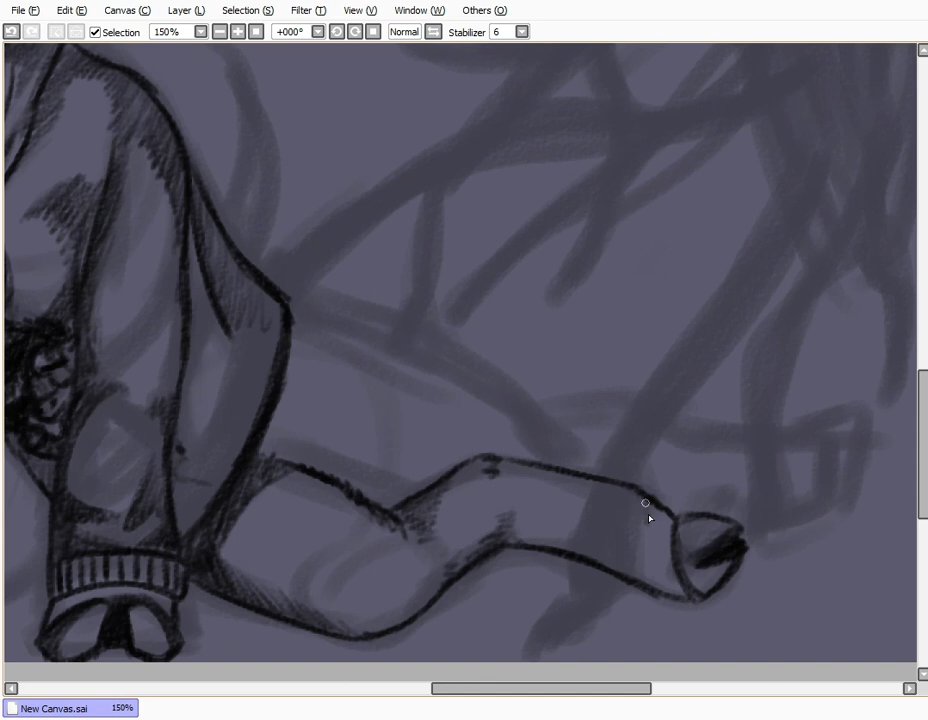 File (F) Edit (E) Canvas (C) Layer (L) Selection (S) Filter (T) View (V) Window (W) Others (O)
Selection 150% +000° Normal Stabilizer 6
New Canvas.sai 150%